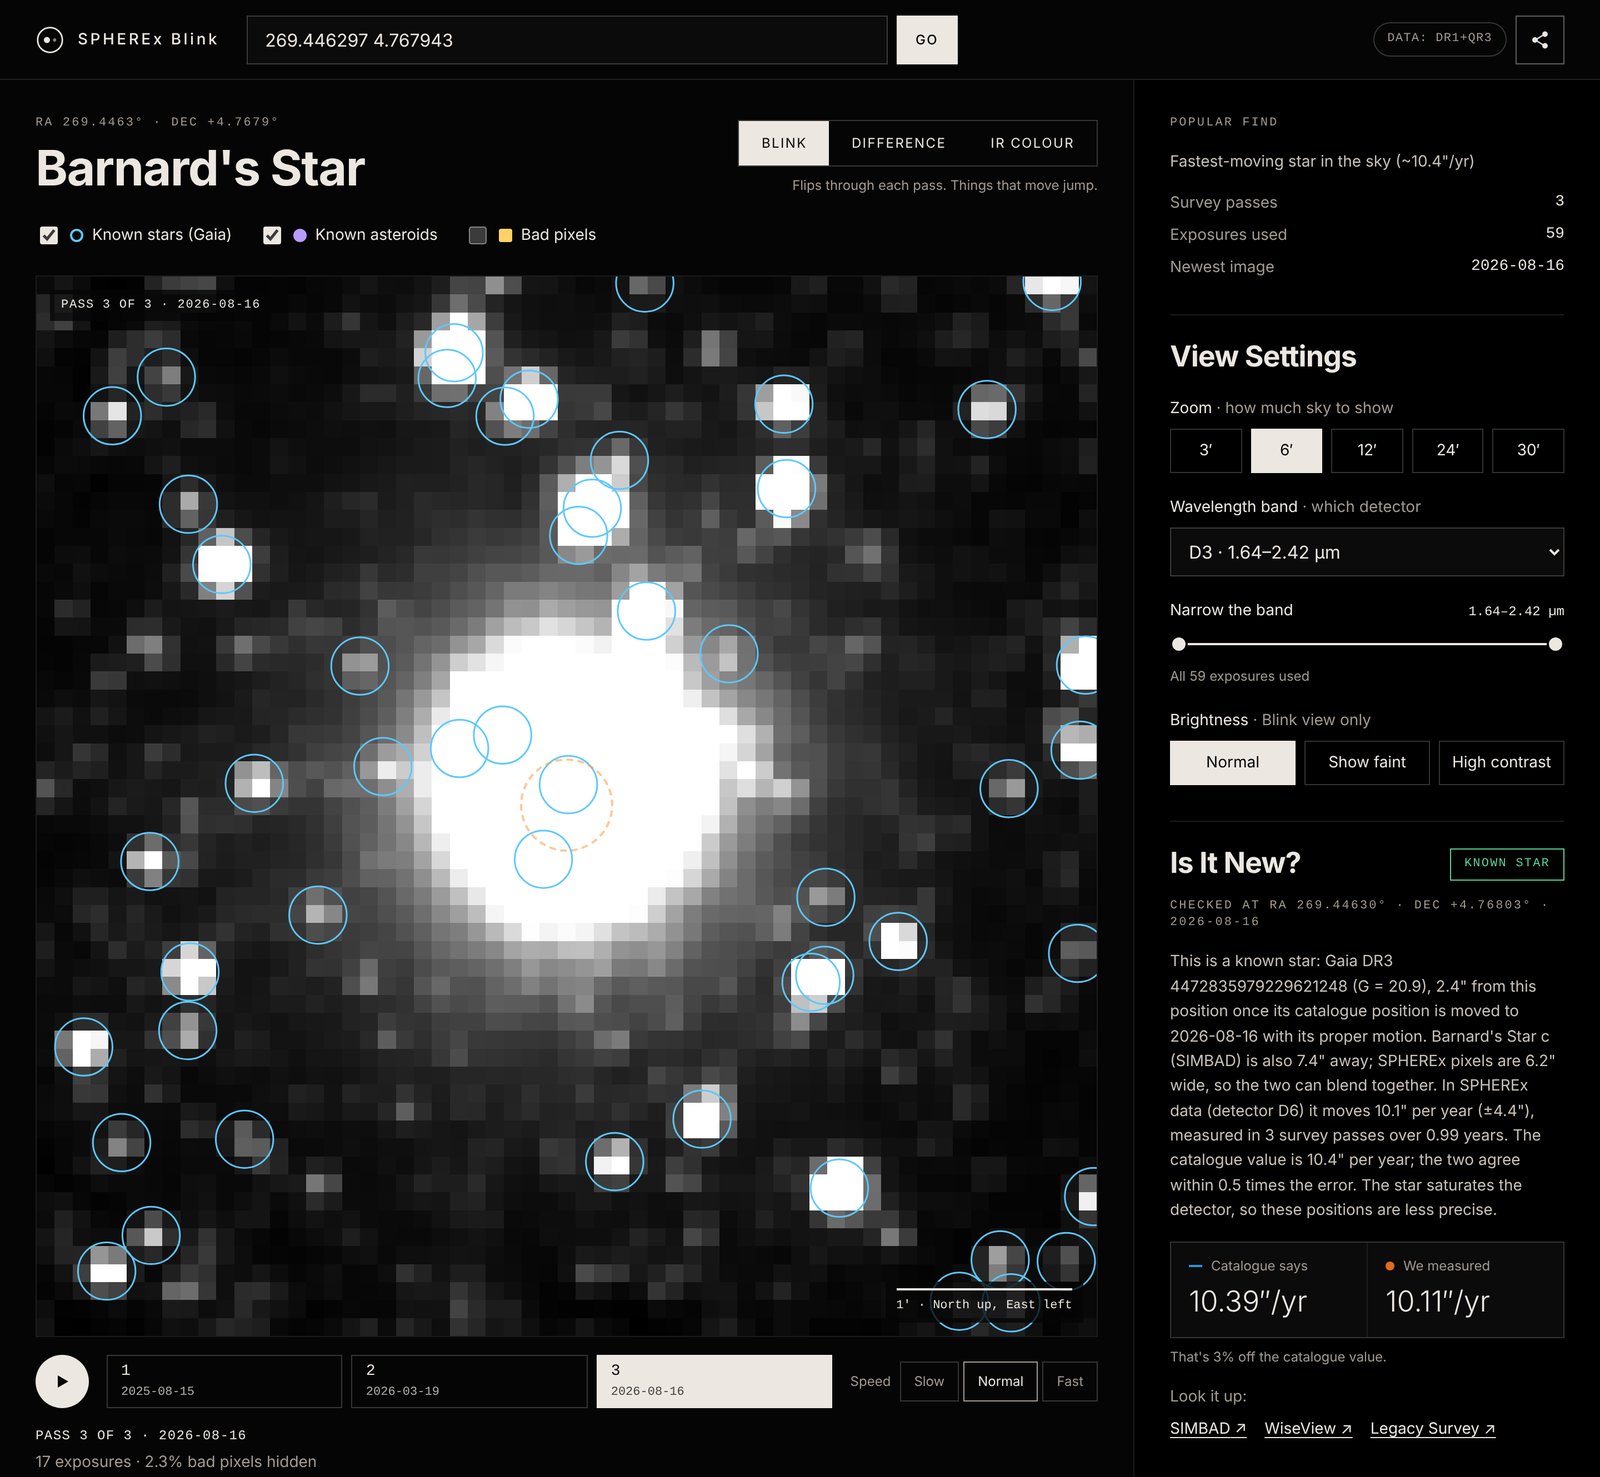 SPHEREx Blink
269.446297 4.767943
GO
DATA: DR1+QR3
RA 269.4463° · DEC +4.7679°
Barnard's Star
BLINK
DIFFERENCE
IR COLOUR
Flips through each pass. Things that move jump.
Known stars (Gaia)
Known asteroids
Bad pixels
PASS 3 OF 3 · 2026-08-16
1' · North up, East left
1
2025-08-15
2
2026-03-19
3
2026-08-16
Speed
Slow
Normal
Fast
PASS 3 OF 3 · 2026-08-16
17 exposures · 2.3% bad pixels hidden
POPULAR FIND
Fastest-moving star in the sky (~10.4"/yr)
Survey passes 3
Exposures used 59
Newest image 2026-08-16
View Settings
Zoom · how much sky to show
3′
6′
12′
24′
30′
Wavelength band · which detector
D3 · 1.64–2.42 µm
Narrow the band 1.64–2.42 µm
All 59 exposures used
Brightness · Blink view only
Normal
Show faint
High contrast
Is It New?
KNOWN STAR
CHECKED AT RA 269.44630° · DEC +4.76803° ·
2026-08-16
This is a known star: Gaia DR3
4472835979229621248 (G = 20.9), 2.4" from this
position once its catalogue position is moved to
2026-08-16 with its proper motion. Barnard's Star c
(SIMBAD) is also 7.4" away; SPHEREx pixels are 6.2"
wide, so the two can blend together. In SPHEREx
data (detector D6) it moves 10.1" per year (±4.4"),
measured in 3 survey passes over 0.99 years. The
catalogue value is 10.4" per year; the two agree
within 0.5 times the error. The star saturates the
detector, so these positions are less precise.
Catalogue says
10.39″/yr
We measured
10.11″/yr
That's 3% off the catalogue value.
Look it up:
SIMBAD ↗
WiseView ↗
Legacy Survey ↗